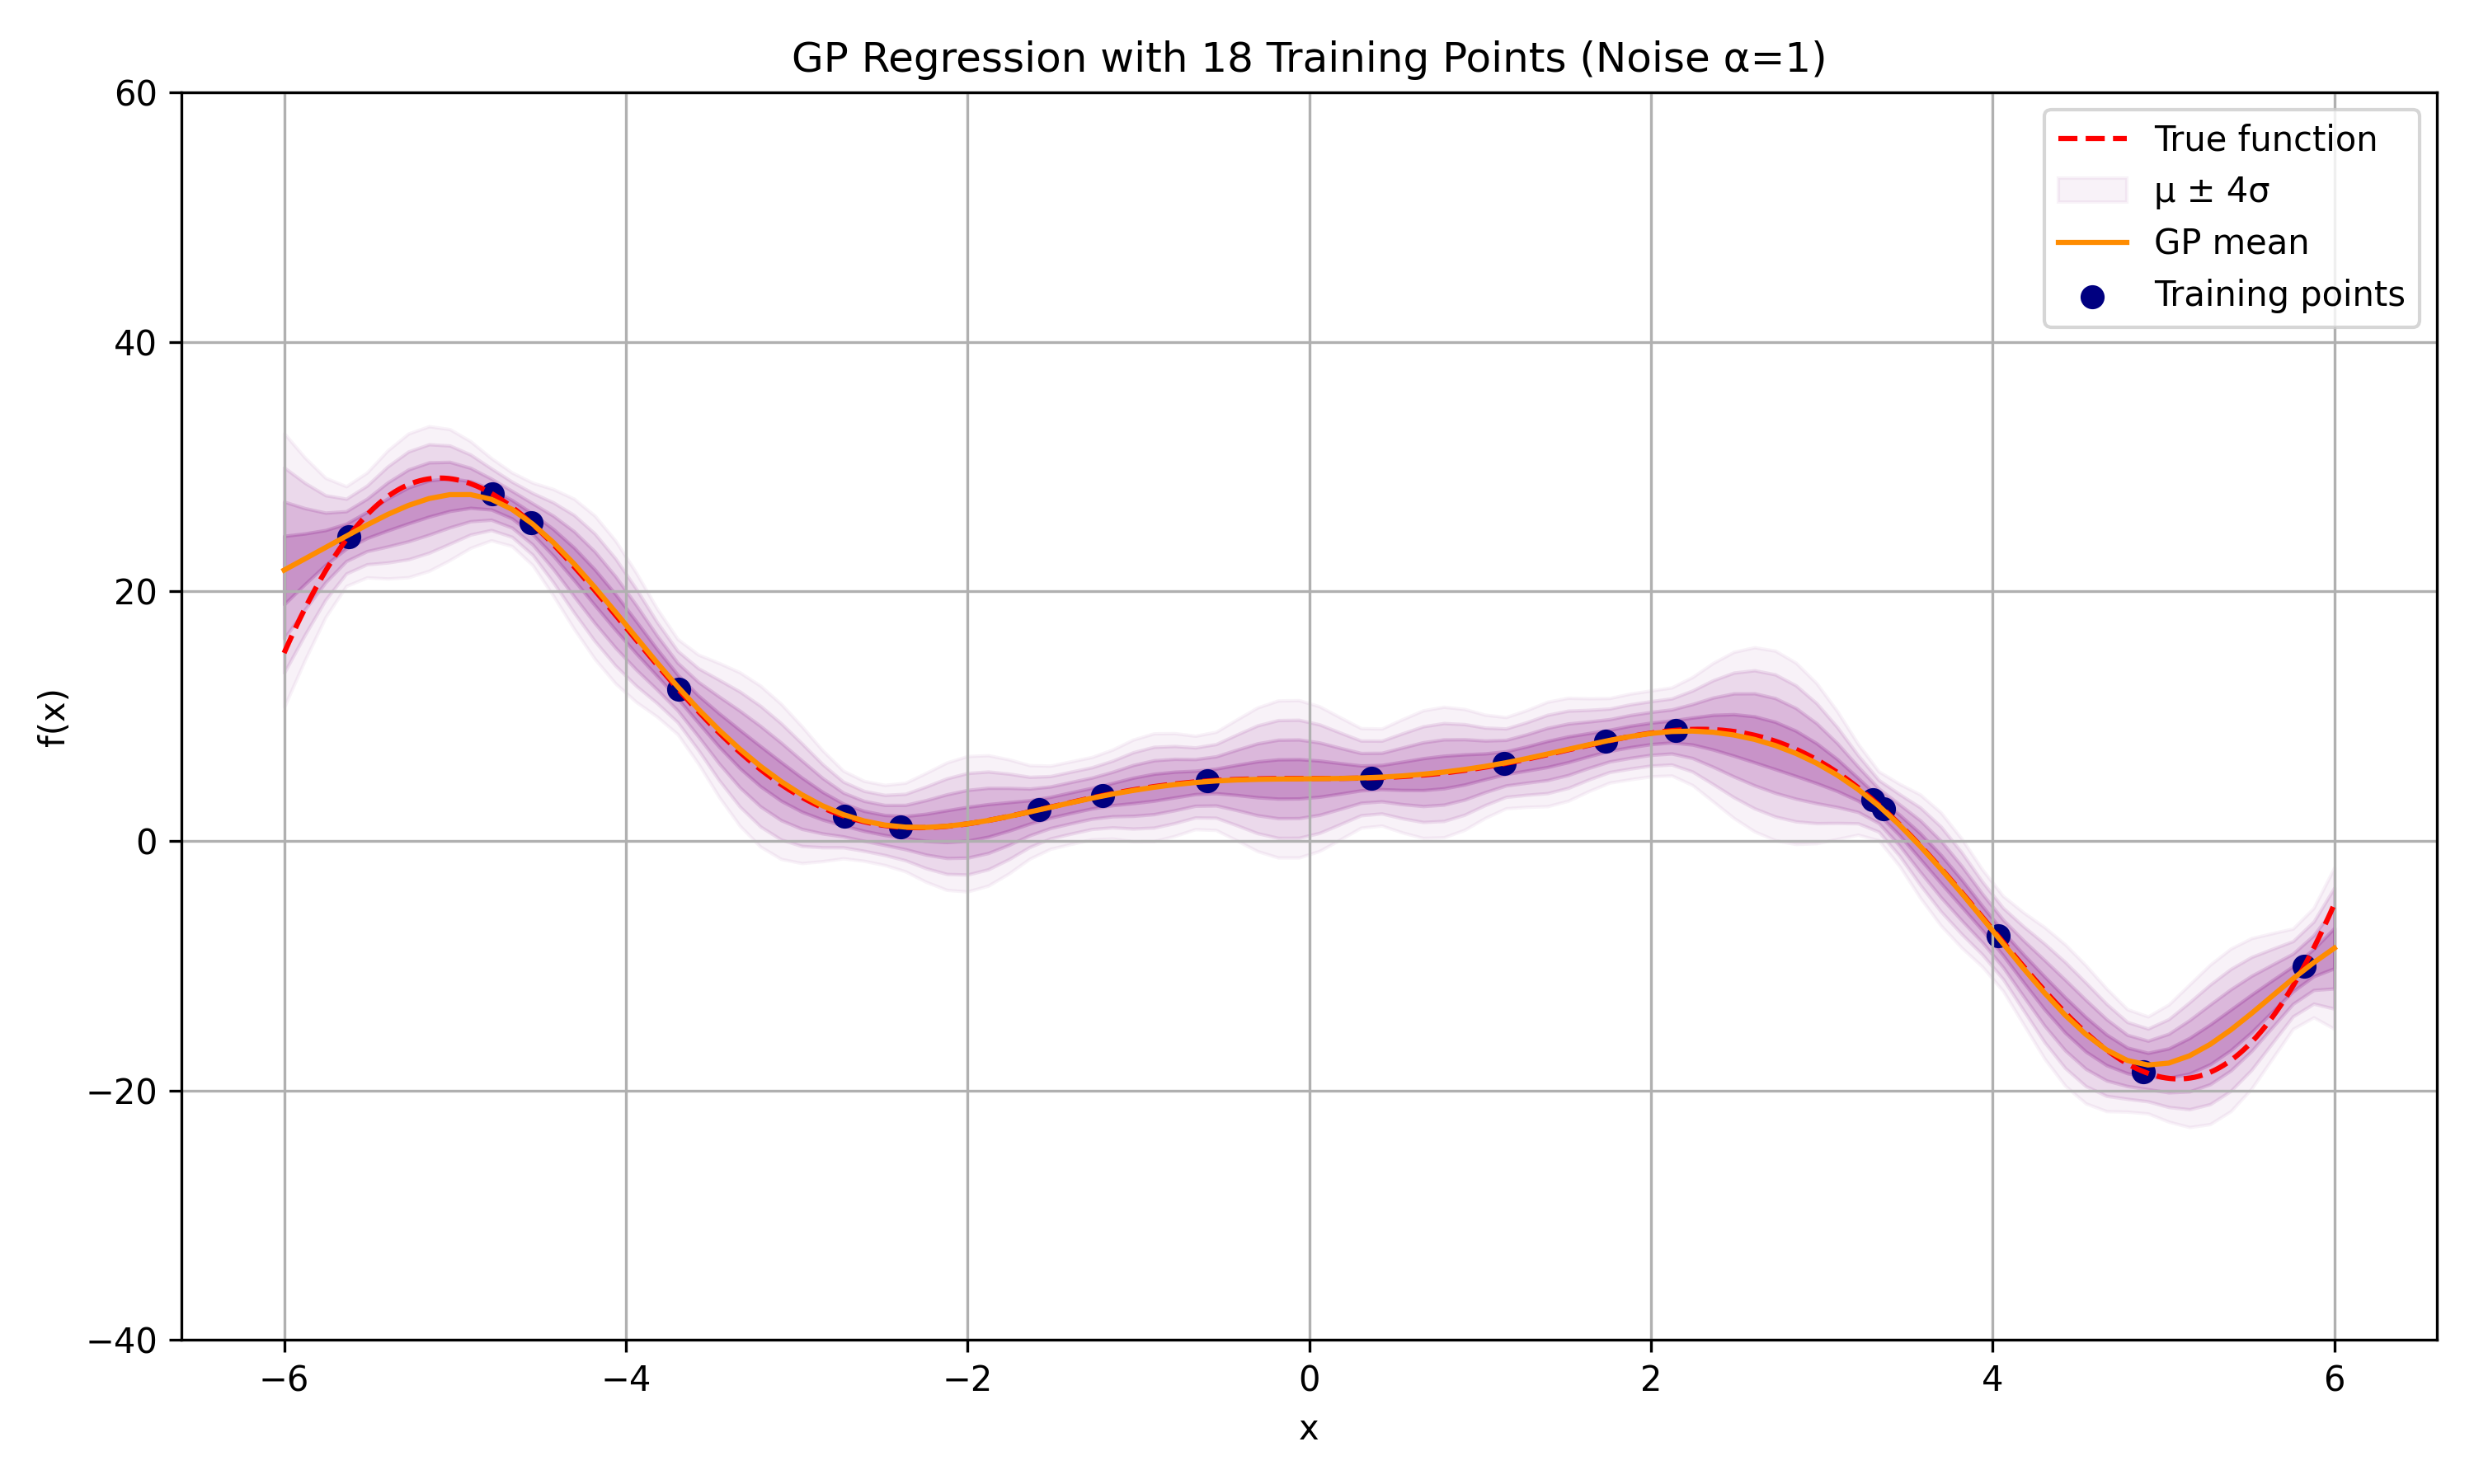 GP Regression with 18 Training Points (Noise α=1)
True function
μ ± 4σ
GP mean
Training points
f(x)
60
40
20
0
−20
−40
−6
−4
−2
0
2
4
6
x